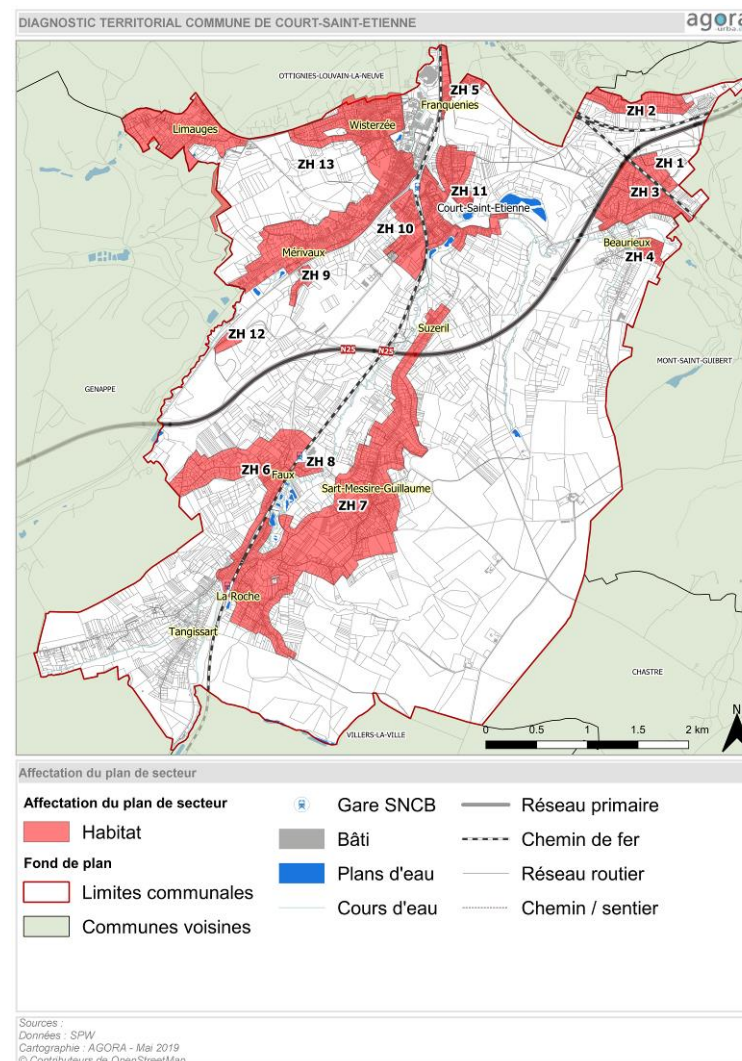 DIAGNOSTIC TERRITORIAL COMMUNE DE COURT-SAINT-ETIENNE
agora
-urba.
OTTIGNIES-LOUVAIN-LA-NEUVE
ZH 5
Franquenies
ZH 2
Wisterzée
Limauges
ZH 13
ZH 1
ZH 11
ZH 3
Court-Saint-Etienne
ZH 10
Beaurieux
Mérivaux
ZH 4
ZH 9
Suzeril
ZH 12
N25
N25
MONT-SAINT-GUIBERT
GENAPPE
ZH 8
ZH 6
Faux
Sart-Messire-Guillaume
ZH 7
La Roche
Tangissart
CHASTRE
VILLERS-LA-VILLE
0 0.5 1 1.5 2 km
N
Affectation du plan de secteur
Affectation du plan de secteur
Habitat
Fond de plan
Limites communales
Communes voisines
Gare SNCB
Bâti
Plans d'eau
Cours d'eau
Réseau primaire
Chemin de fer
Réseau routier
Chemin / sentier
Sources :
Données : SPW
Cartographie : AGORA - Mai 2019
© Contributeurs de OpenStreetMap